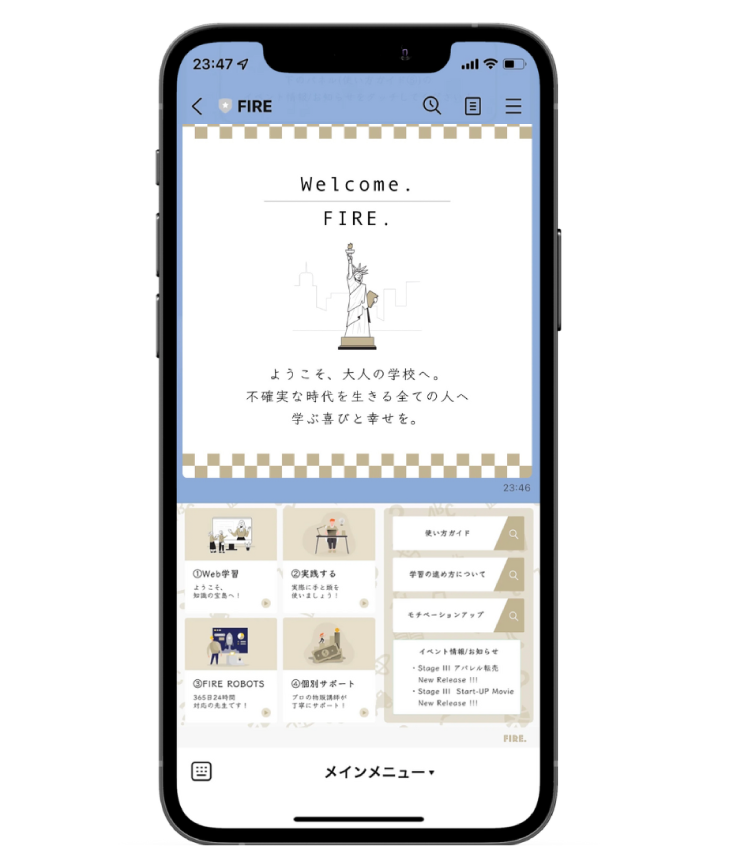 23:47
FIRE
Welcome.
FIRE.
ようこそ、大人の学校へ。
不確実な時代を生きる全ての人へ
学ぶ喜びと幸せを。
23:46
①Web学習
ようこそ、
知識の宝島へ！
②実践する
実際に手と頭を
使いましょう！
③FIRE ROBOTS
365日24時間
対応の先生です！
④個別サポート
プロの物販講師が
丁寧にサポート！
使い方ガイド
学習の進め方について
モチベーションアップ
イベント情報/お知らせ
・Stage III アパレル転売
New Release !!!
・Stage III Start-UP Movie
New Release !!!
FIRE.
メインメニュー▾